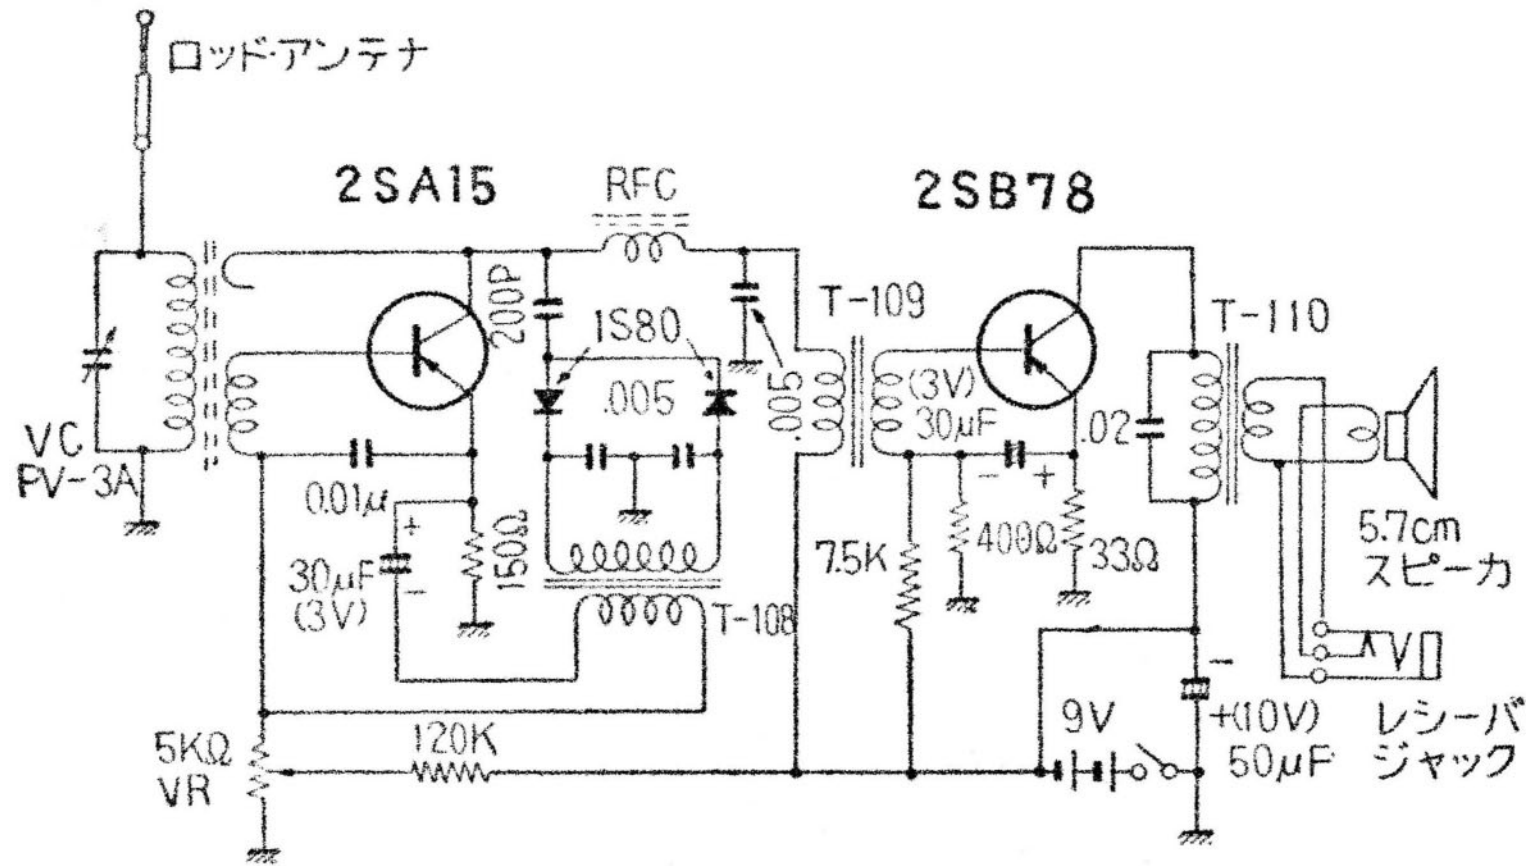 ロッド・アンテナ
2SA15
RFC
2SB78
200P
T-109
T-110
1S80
(3V)
30μF
.005
.005
.02
VC
PV-3A
0.01μ
+
-
+
150Ω
7.5K
400Ω
33Ω
5.7cm
スピーカ
30μF
(3V)
-
T-108
-
5KΩ
VR
120K
9V
+(10V)
50μF
レシーバ
ジャック